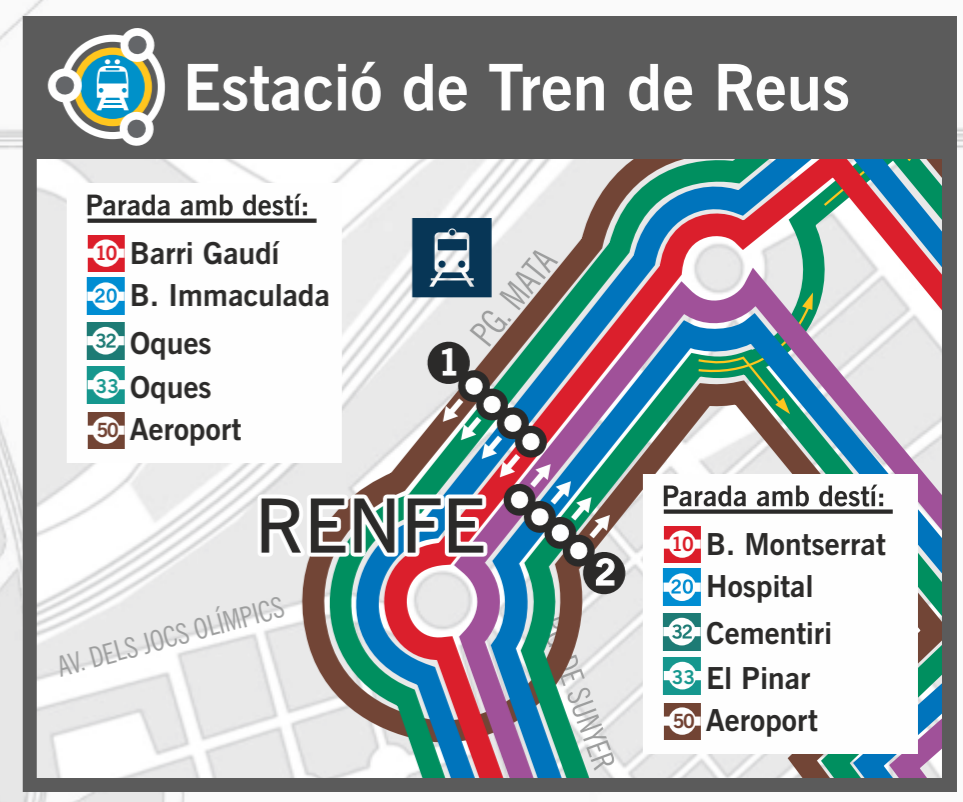 Estació de Tren de Reus
Parada amb destí:
10 Barri Gaudí
20 B. Immaculada
32 Oques
33 Oques
50 Aeroport
PG. MATA
1
RENFE
2
AV. DELS JOCS OLÍMPICS
DE SUNYER
Parada amb destí:
10 B. Montserrat
20 Hospital
32 Cementiri
33 El Pinar
50 Aeroport